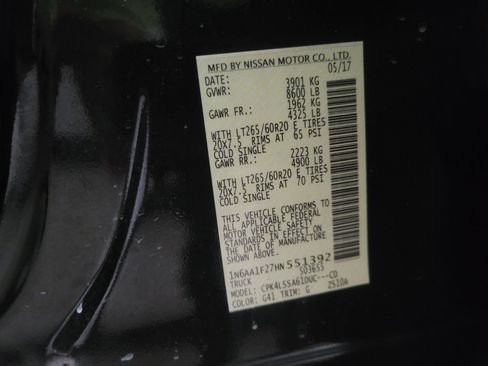 MFD BY NISSAN MOTOR CO., LTD.
DATE: 05/17
GVWR: 3901 KG
8600 LB
GAWR FR.: 1962 KG
4325 LB
WITH LT265/60R20 E TIRES
20X7.5 RIMS AT 65 PSI
COLD SINGLE
GAWR RR.: 2223 KG
4900 LB
WITH LT265/60R20 E TIRES
20X7.5 RIMS AT 70 PSI
COLD SINGLE
THIS VEHICLE CONFORMS TO
ALL APPLICABLE FEDERAL
MOTOR VEHICLE SAFETY
STANDARDS IN EFFECT ON
THE DATE OF MANUFACTURE
SHOWN ABOVE
1N6AA1F27HN551392
TRUCK 503655
MODEL: CPK4LSSA61DUC---CD
COLOR: G41 TRIM: G 2510A